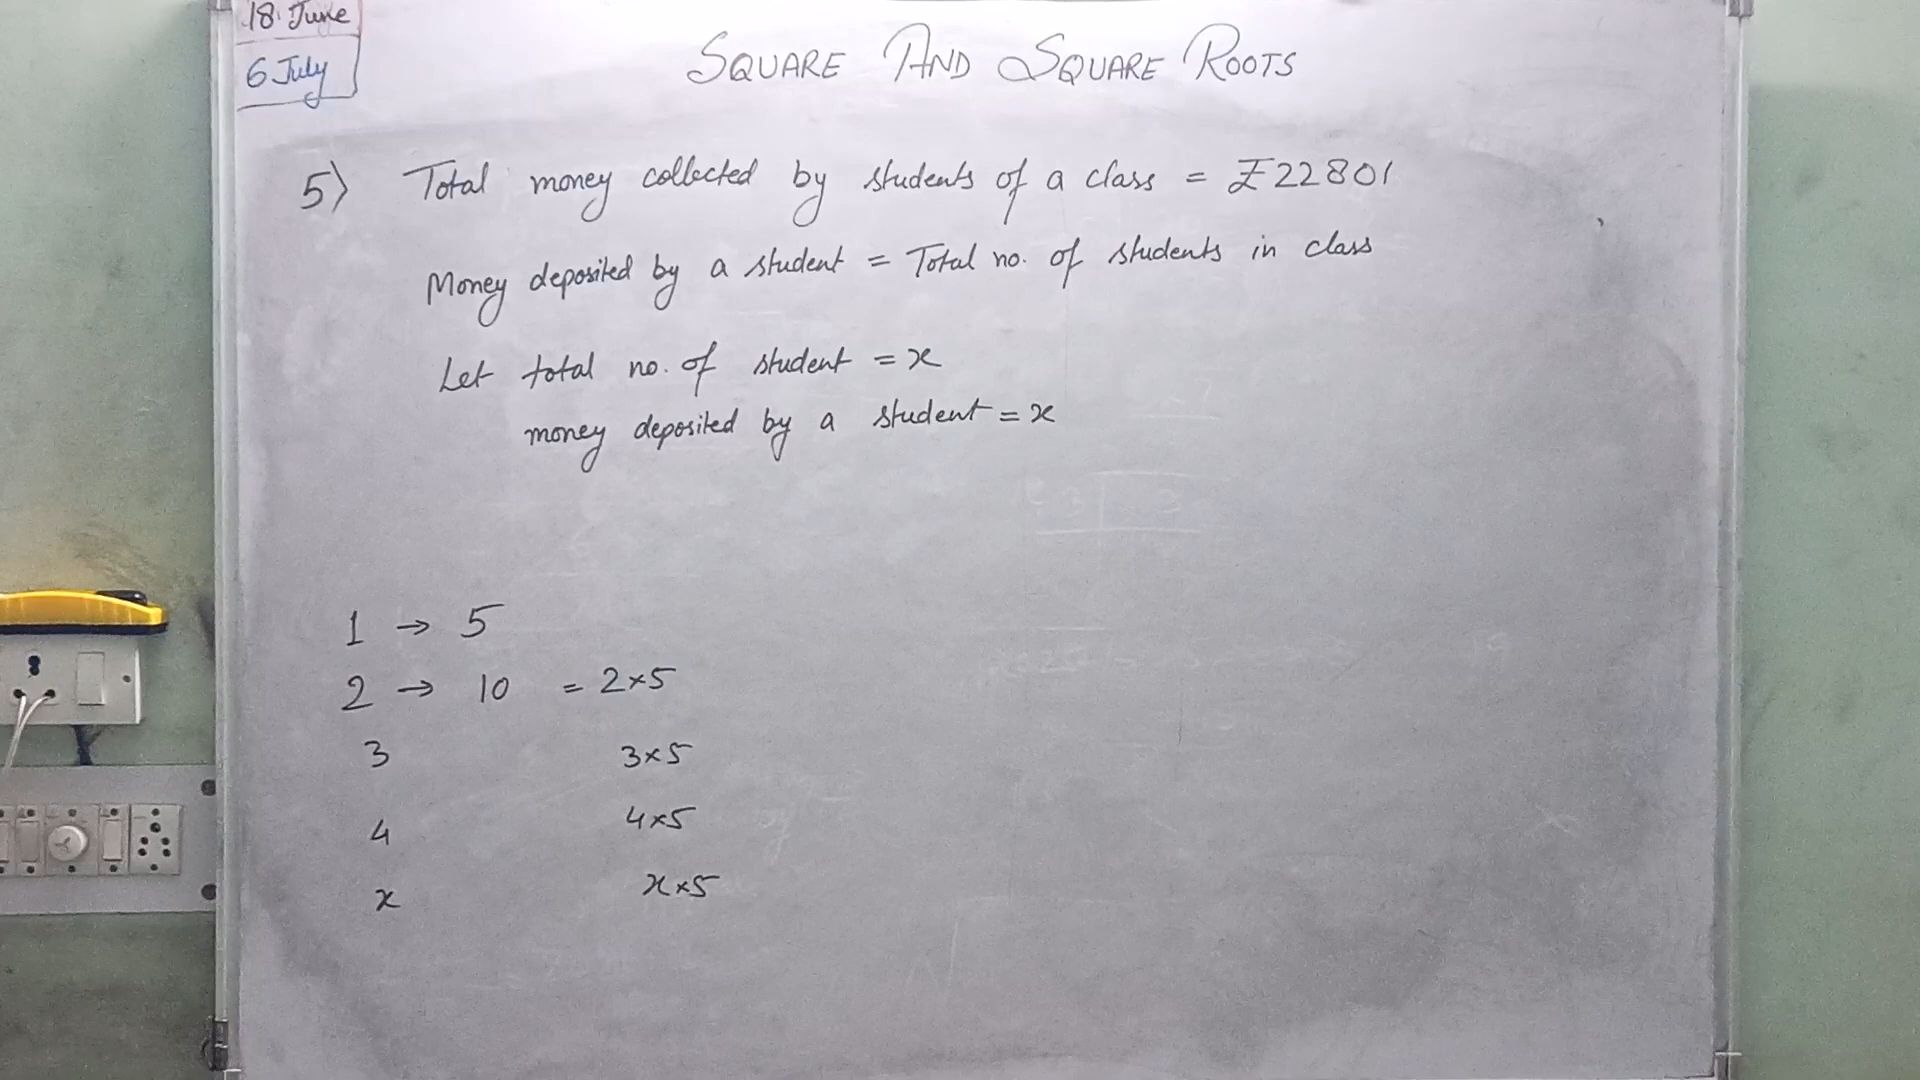 18 June
6 July
SQUARE AND SQUARE ROOTS
5) Total money collected by students of a class = ₹22801
Money deposited by a student = Total no. of students in class
Let total no. of student = x
money deposited by a student = x
1 → 5
2 → 10 = 2×5
3 3×5
4 4×5
x x×5